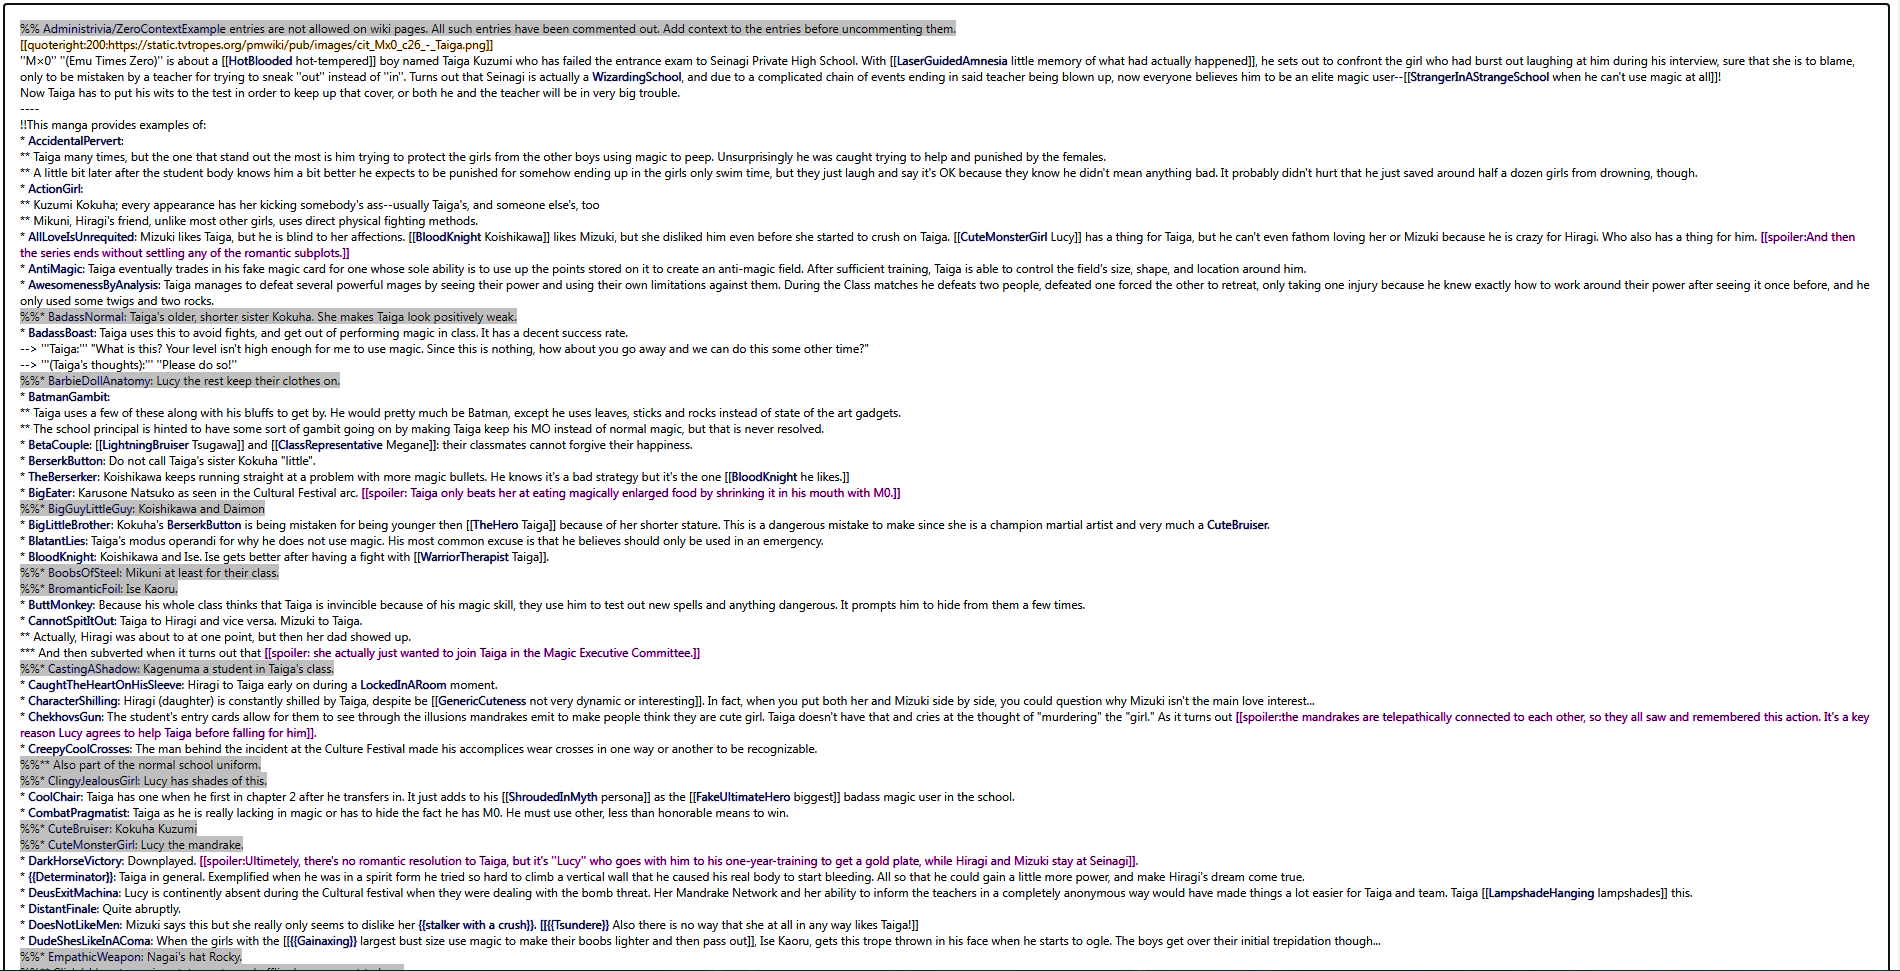 %% Administrivia/ZeroContextExample entries are not allowed on wiki pages. All such entries have been commented out. Add context to the entries before uncommenting them.
[[quoteright:200:https://static.tvtropes.org/pmwiki/pub/images/cit_Mx0_c26_-_Taiga.png]]
''M×0'' ''(Emu Times Zero)'' is about a [[HotBlooded hot-tempered]] boy named Taiga Kuzumi who has failed the entrance exam to Seinagi Private High School. With [[LaserGuidedAmnesia little memory of what had actually happened]], he sets out to confront the girl who had burst out laughing at him during his interview, sure that she is to blame,
only to be mistaken by a teacher for trying to sneak ''out'' instead of ''in''. Turns out that Seinagi is actually a WizardingSchool, and due to a complicated chain of events ending in said teacher being blown up, now everyone believes him to be an elite magic user--[[StrangerInAStrangeSchool when he can't use magic at all]]!
Now Taiga has to put his wits to the test in order to keep up that cover, or both he and the teacher will be in very big trouble.
----
!!This manga provides examples of:
* AccidentalPervert:
** Taiga many times, but the one that stand out the most is him trying to protect the girls from the other boys using magic to peep. Unsurprisingly he was caught trying to help and punished by the females.
** A little bit later after the student body knows him a bit better he expects to be punished for somehow ending up in the girls only swim time, but they just laugh and say it's OK because they know he didn't mean anything bad. It probably didn't hurt that he just saved around half a dozen girls from drowning, though.
* ActionGirl:
** Kuzumi Kokuha; every appearance has her kicking somebody's ass--usually Taiga's, and someone else's, too
** Mikuni, Hiragi's friend, unlike most other girls, uses direct physical fighting methods.
* AllLoveIsUnrequited: Mizuki likes Taiga, but he is blind to her affections. [[BloodKnight Koishikawa]] likes Mizuki, but she disliked him even before she started to crush on Taiga. [[CuteMonsterGirl Lucy]] has a thing for Taiga, but he can't even fathom loving her or Mizuki because he is crazy for Hiragi. Who also has a thing for him. [[spoiler:And then
the series ends without settling any of the romantic subplots.]]
* AntiMagic: Taiga eventually trades in his fake magic card for one whose sole ability is to use up the points stored on it to create an anti-magic field. After sufficient training, Taiga is able to control the field's size, shape, and location around him.
* AwesomenessByAnalysis: Taiga manages to defeat several powerful mages by seeing their power and using their own limitations against them. During the Class matches he defeats two people, defeated one forced the other to retreat, only taking one injury because he knew exactly how to work around their power after seeing it once before, and he
only used some twigs and two rocks.
%%* BadassNormal: Taiga's older, shorter sister Kokuha. She makes Taiga look positively weak.
* BadassBoast: Taiga uses this to avoid fights, and get out of performing magic in class. It has a decent success rate.
--> '''Taiga:''' "What is this? Your level isn't high enough for me to use magic. Since this is nothing, how about you go away and we can do this some other time?"
--> '''(Taiga's thoughts):''' "Please do so!"
%%* BarbieDollAnatomy: Lucy the rest keep their clothes on.
* BatmanGambit:
** Taiga uses a few of these along with his bluffs to get by. He would pretty much be Batman, except he uses leaves, sticks and rocks instead of state of the art gadgets.
** The school principal is hinted to have some sort of gambit going on by making Taiga keep his MO instead of normal magic, but that is never resolved.
* BetaCouple: [[LightningBruiser Tsugawa]] and [[ClassRepresentative Megane]]: their classmates cannot forgive their happiness.
* BerserkButton: Do not call Taiga's sister Kokuha "little".
* TheBerserker: Koishikawa keeps running straight at a problem with more magic bullets. He knows it's a bad strategy but it's the one [[BloodKnight he likes.]]
* BigEater: Karusone Natsuko as seen in the Cultural Festival arc. [[spoiler: Taiga only beats her at eating magically enlarged food by shrinking it in his mouth with M0.]]
%%* BigGuyLittleGuy: Koishikawa and Daimon
* BigLittleBrother: Kokuha's BerserkButton is being mistaken for being younger then [[TheHero Taiga]] because of her shorter stature. This is a dangerous mistake to make since she is a champion martial artist and very much a CuteBruiser.
* BlatantLies: Taiga's modus operandi for why he does not use magic. His most common excuse is that he believes should only be used in an emergency.
* BloodKnight: Koishikawa and Ise. Ise gets better after having a fight with [[WarriorTherapist Taiga]].
%%* BoobsOfSteel: Mikuni at least for their class.
%%* BromanticFoil: Ise Kaoru.
* ButtMonkey: Because his whole class thinks that Taiga is invincible because of his magic skill, they use him to test out new spells and anything dangerous. It prompts him to hide from them a few times.
* CannotSpitItOut: Taiga to Hiragi and vice versa. Mizuki to Taiga.
** Actually, Hiragi was about to at one point, but then her dad showed up.
*** And then subverted when it turns out that [[spoiler: she actually just wanted to join Taiga in the Magic Executive Committee.]]
%%* CastingAShadow: Kagenuma a student in Taiga's class.
* CaughtTheHeartOnHisSleeve: Hiragi to Taiga early on during a LockedInARoom moment.
* CharacterShilling: Hiragi (daughter) is constantly shilled by Taiga, despite be [[GenericCuteness not very dynamic or interesting]]. In fact, when you put both her and Mizuki side by side, you could question why Mizuki isn't the main love interest...
* ChekhovsGun: The student's entry cards allow for them to see through the illusions mandrakes emit to make people think they are cute girl. Taiga doesn't have that and cries at the thought of "murdering" the "girl." As it turns out [[spoiler:the mandrakes are telepathically connected to each other, so they all saw and remembered this action. It's a key
reason Lucy agrees to help Taiga before falling for him]].
* CreepyCoolCrosses: The man behind the incident at the Culture Festival made his accomplices wear crosses in one way or another to be recognizable.
%%** Also part of the normal school uniform.
%%* ClingyJealousGirl: Lucy has shades of this.
* CoolChair: Taiga has one when he first in chapter 2 after he transfers in. It just adds to his [[ShroudedInMyth persona]] as the [[FakeUltimateHero biggest]] badass magic user in the school.
* CombatPragmatist: Taiga as he is really lacking in magic or has to hide the fact he has M0. He must use other, less than honorable means to win.
%%* CuteBruiser: Kokuha Kuzumi
%%* CuteMonsterGirl: Lucy the mandrake.
* DarkHorseVictory: Downplayed. [[spoiler:Ultimetely, there's no romantic resolution to Taiga, but it's ''Lucy'' who goes with him to his one-year-training to get a gold plate, while Hiragi and Mizuki stay at Seinagi]].
* {{Determinator}}: Taiga in general. Exemplified when he was in a spirit form he tried so hard to climb a vertical wall that he caused his real body to start bleeding. All so that he could gain a little more power, and make Hiragi's dream come true.
* DeusExitMachina: Lucy is continently absent during the Cultural festival when they were dealing with the bomb threat. Her Mandrake Network and her ability to inform the teachers in a completely anonymous way would have made things a lot easier for Taiga and team. Taiga [[LampshadeHanging lampshades]] this.
* DistantFinale: Quite abruptly.
* DoesNotLikeMen: Mizuki says this but she really only seems to dislike her {{stalker with a crush}}. [[{{Tsundere}} Also there is no way that she at all in any way likes Taiga!]]
* DudeShesLikeInAComa: When the girls with the [[{{Gainaxing}} largest bust size use magic to make their boobs lighter and then pass out]], Ise Kaoru, gets this trope thrown in his face when he starts to ogle. The boys get over their initial trepidation though...
%%* EmpathicWeapon: Nagai's hat Rocky.